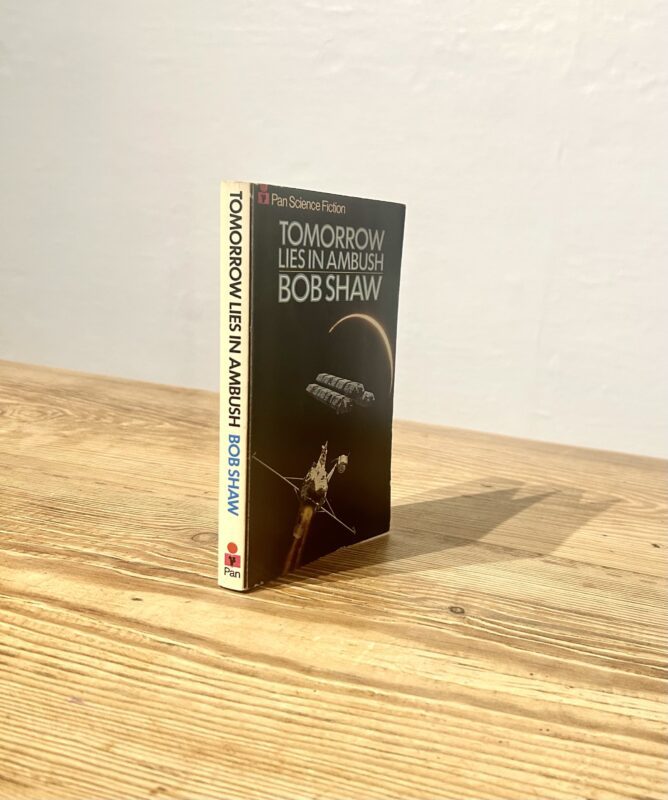 TOMORROW LIES IN AMBUSH BOB SHAW
Pan
Pan Science Fiction
TOMORROW
LIES IN AMBUSH
BOB SHAW